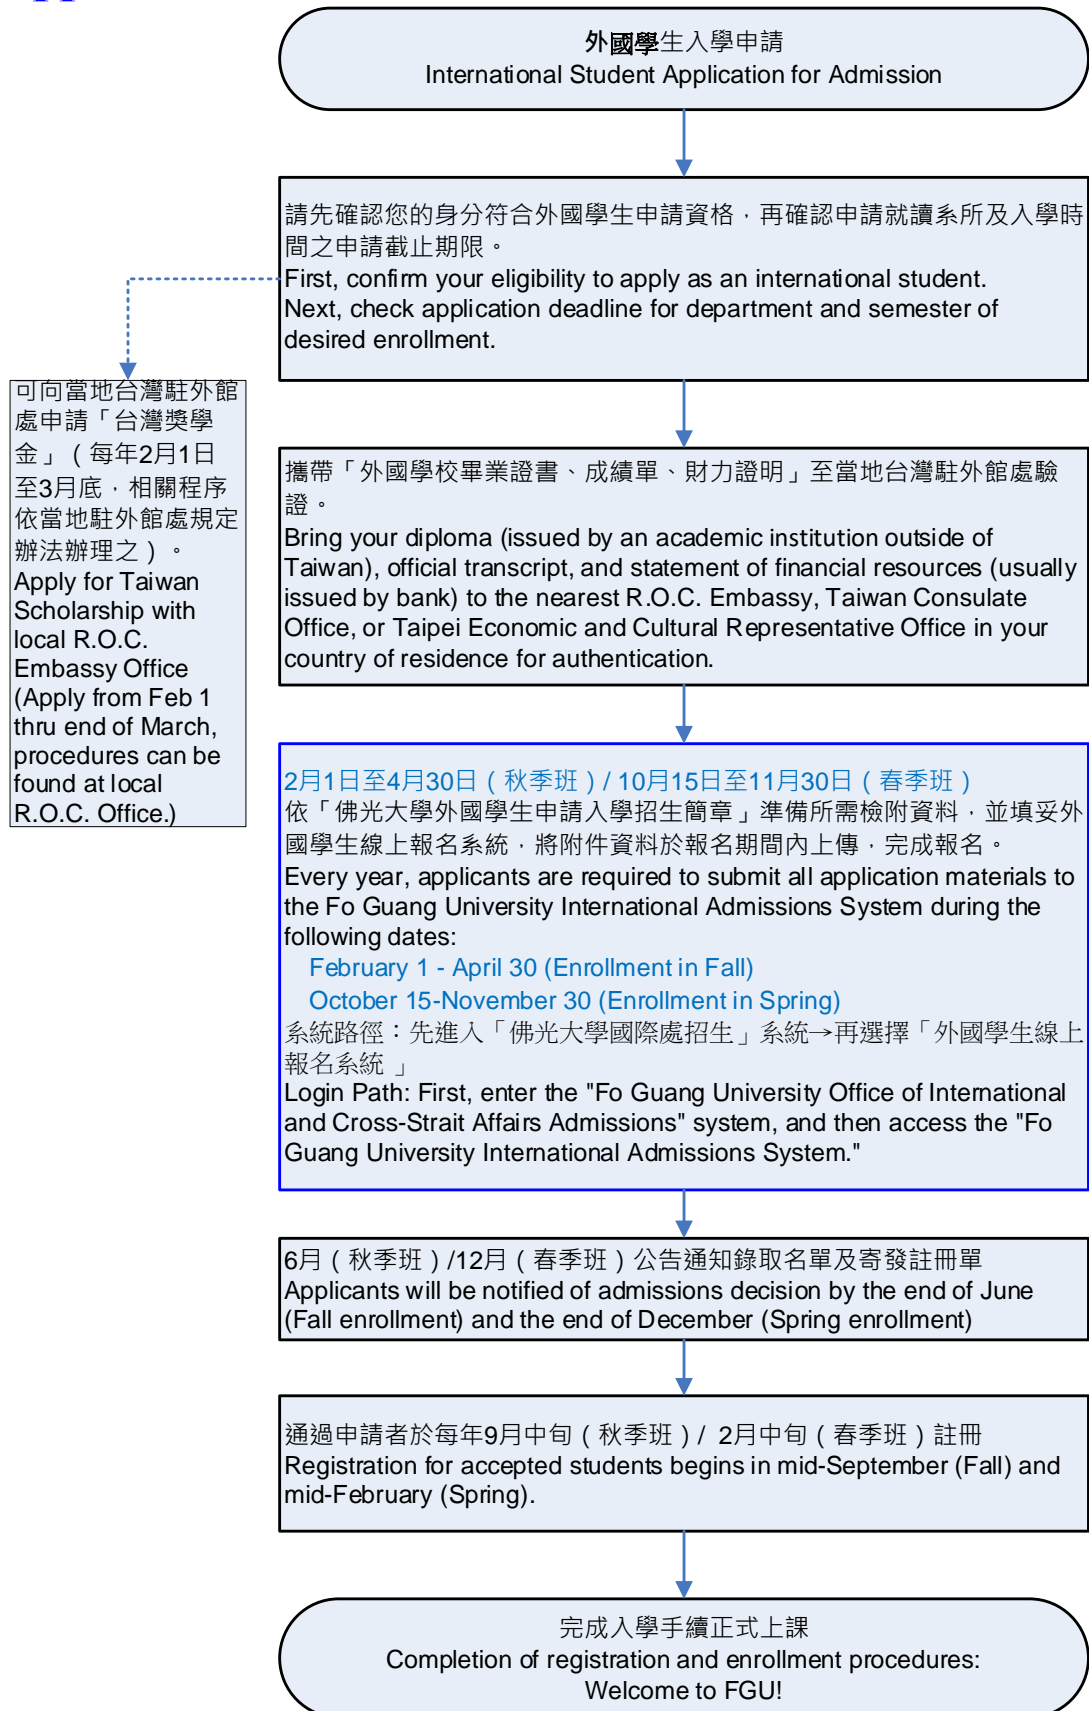 外國學生入學申請
International Student Application for Admission
請先確認您的身分符合外國學生申請資格，再確認申請就讀系所及入學時
間之申請截止期限。
First, confirm your eligibility to apply as an international student.
Next, check application deadline for department and semester of
desired enrollment.
可向當地台灣駐外館
處申請「台灣獎學
金」（每年2月1日
至3月底，相關程序
依當地駐外館處規定
辦法辦理之）。
Apply for Taiwan
Scholarship with
local R.O.C.
Embassy Office
(Apply from Feb 1
thru end of March,
procedures can be
found at local
R.O.C. Office.)
攜帶「外國學校畢業證書、成績單、財力證明」至當地台灣駐外館處驗
證。
Bring your diploma (issued by an academic institution outside of
Taiwan), official transcript, and statement of financial resources (usually
issued by bank) to the nearest R.O.C. Embassy, Taiwan Consulate
Office, or Taipei Economic and Cultural Representative Office in your
country of residence for authentication.
2月1日至4月30日（秋季班）/ 10月15日至11月30日（春季班）
依「佛光大學外國學生申請入學招生簡章」準備所需檢附資料，並填妥外
國學生線上報名系統，將附件資料於報名期間內上傳，完成報名。
Every year, applicants are required to submit all application materials to
the Fo Guang University International Admissions System during the
following dates:
February 1 - April 30 (Enrollment in Fall)
October 15-November 30 (Enrollment in Spring)
系統路徑：先進入「佛光大學國際處招生」系統→再選擇「外國學生線上
報名系統 」
Login Path: First, enter the "Fo Guang University Office of International
and Cross-Strait Affairs Admissions" system, and then access the "Fo
Guang University International Admissions System."
6月（秋季班）/12月（春季班）公告通知錄取名單及寄發註冊單
Applicants will be notified of admissions decision by the end of June
(Fall enrollment) and the end of December (Spring enrollment)
通過申請者於每年9月中旬（秋季班）/ 2月中旬（春季班）註冊
Registration for accepted students begins in mid-September (Fall) and
mid-February (Spring).
完成入學手續正式上課
Completion of registration and enrollment procedures:
Welcome to FGU!